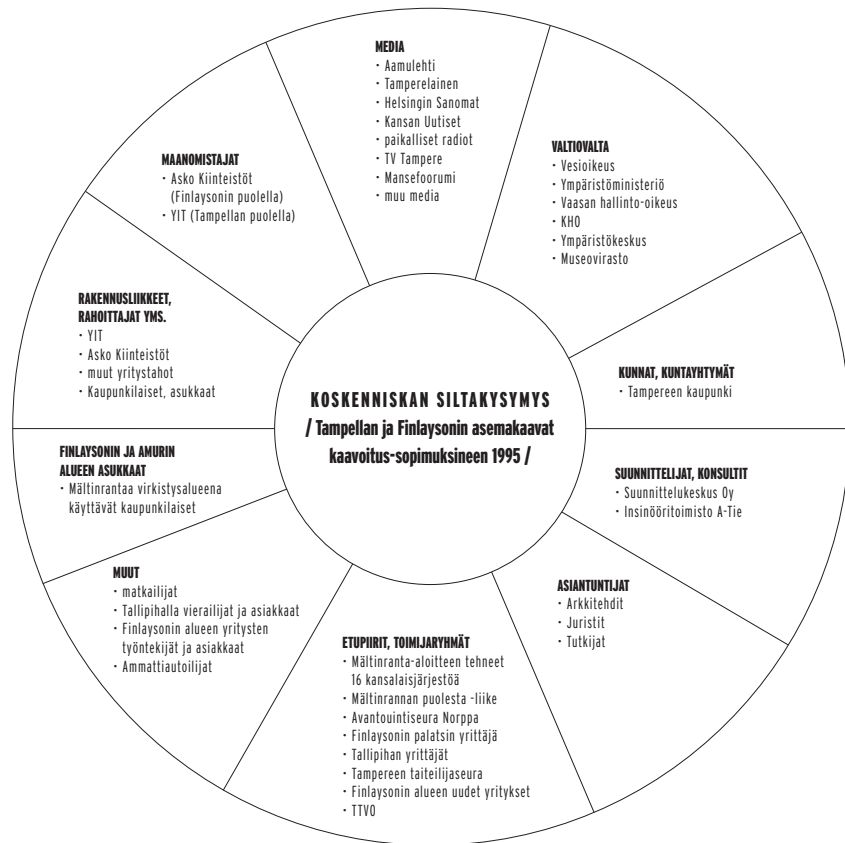 MEDIA
· Aamulehti
· Tamperelainen
· Helsingin Sanomat
· Kansan Uutiset
· paikalliset radiot
· TV Tampere
· Mansefoorumi
· muu media
VALTIOVALTA
· Vesioikeus
· Ympäristöministeriö
· Vaasan hallinto-oikeus
· KHO
· Ympäristökeskus
· Museovirasto
KUNNAT, KUNTAYHTYMÄT
· Tampereen kaupunki
SUUNNITTELIJAT, KONSULTIT
· Suunnittelukeskus Oy
· Insinööritoimisto A-Tie
ASIANTUNTIJAT
· Arkkitehdit
· Juristit
· Tutkijat
ETUPIIRIT, TOIMIJARYHMÄT
· Mältinranta-aloitteen tehneet
16 kansalaisjärjestöä
· Mältinrannan puolesta -liike
· Avantouintiseura Norppa
· Finlaysonin palatsin yrittäjä
· Tallipihan yrittäjät
· Tampereen taiteilijaseura
· Finlaysonin alueen uudet yritykset
· TTVO
MUUT
· matkailijat
· Tallipihalla vierailijat ja asiakkaat
· Finlaysonin alueen yritysten
työntekijät ja asiakkaat
· Ammattiautoilijat
FINLAYSONIN JA AMURIN
ALUEEN ASUKKAAT
· Mältinrantaa virkistysalueena
käyttävät kaupunkilaiset
RAKENNUSLIIKKEET,
RAHOITTAJAT YMS.
· YIT
· Asko Kiinteistöt
· muut yritystahot
· Kaupunkilaiset, asukkaat
MAANOMISTAJAT
· Asko Kiinteistöt
(Finlaysonin puolella)
· YIT (Tampellan puolella)
KOSKENNISKAN SILTAKYSYMYS
/ Tampellan ja Finlaysonin asemakaavat
kaavoitus-sopimuksineen 1995 /